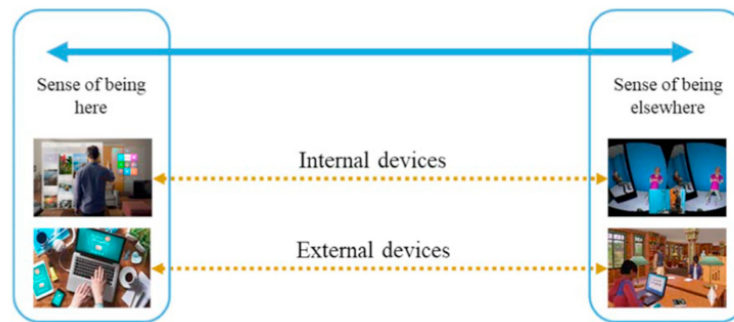 Sense of being
here
Sense of being
elsewhere
Internal devices
External devices